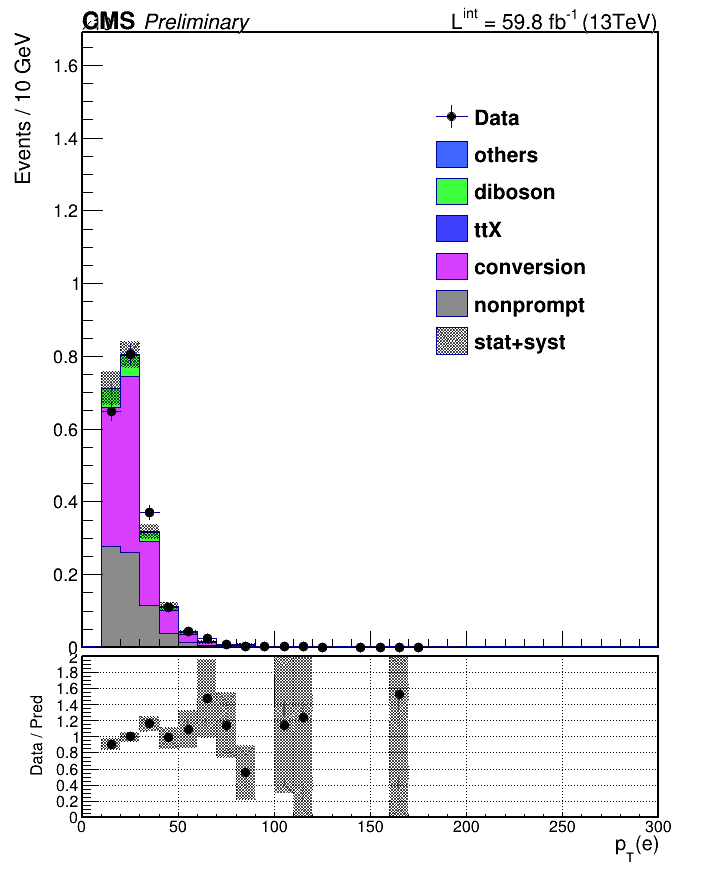 CMS Preliminary
L^int = 59.8 fb^-1 (13TeV)
Events / 10 GeV
1.6
1.4
1.2
1
0.8
0.6
0.4
0.2
0
Data
others
diboson
ttX
conversion
nonprompt
stat+syst
Data / Pred
2
1.8
1.6
1.4
1.2
1
0.8
0.6
0.4
0.2
0
0 50 100 150 200 250 300
p_T(e)